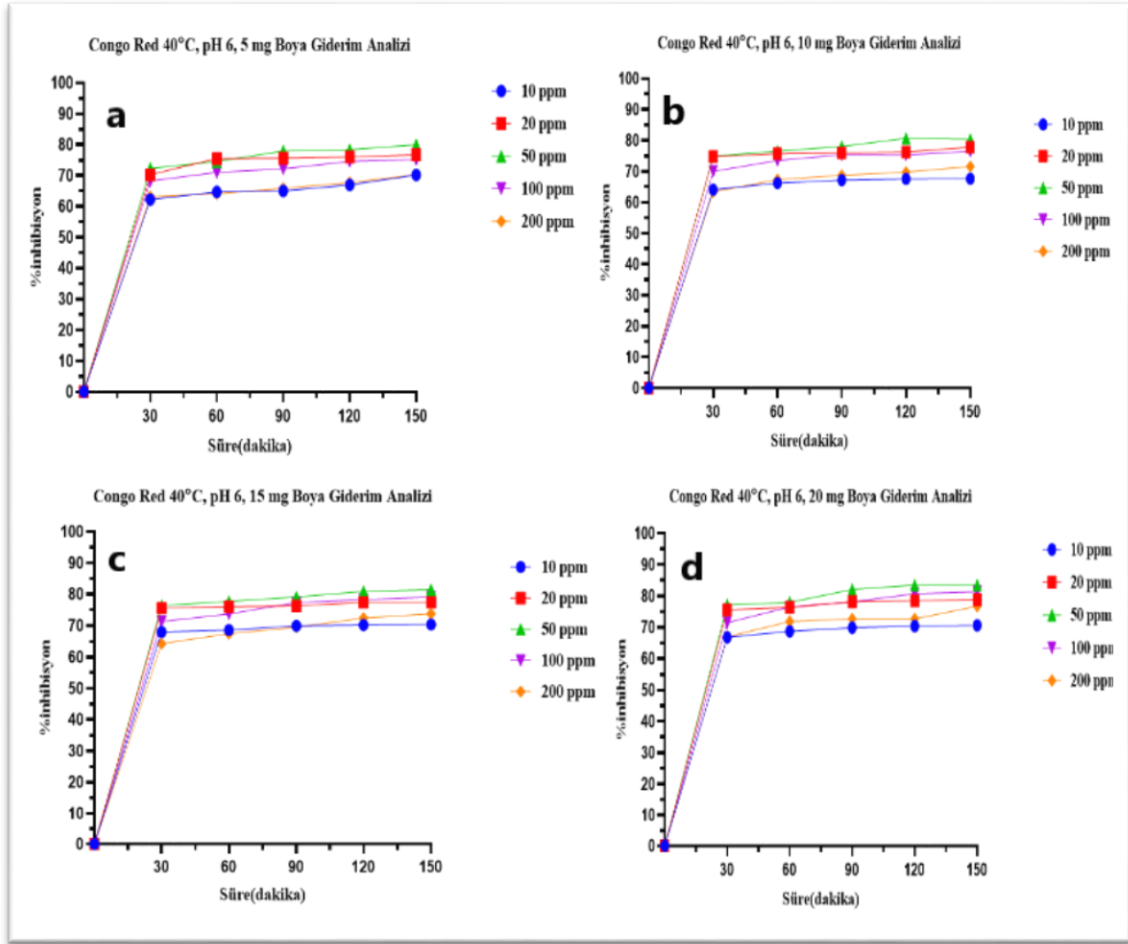 Congo Red 40°C, pH 6, 5 mg Boya Giderim Analizi
a
100
90
80
70
60
50
40
30
20
10
0
%inhibisyon
30 60 90 120 150
Süre(dakika)
10 ppm
20 ppm
50 ppm
100 ppm
200 ppm
Congo Red 40°C, pH 6, 10 mg Boya Giderim Analizi
b
100
90
80
70
60
50
40
30
20
10
0
%inhibisyon
30 60 90 120 150
Süre(dakika)
10 ppm
20 ppm
50 ppm
100 ppm
200 ppm
Congo Red 40°C, pH 6, 15 mg Boya Giderim Analizi
c
100
90
80
70
60
50
40
30
20
10
0
%inhibisyon
30 60 90 120 150
Süre(dakika)
10 ppm
20 ppm
50 ppm
100 ppm
200 ppm
Congo Red 40°C, pH 6, 20 mg Boya Giderim Analizi
d
100
90
80
70
60
50
40
30
20
10
0
%inhibisyon
30 60 90 120 150
Süre(dakika)
10 ppm
20 ppm
50 ppm
100 ppm
200 ppm